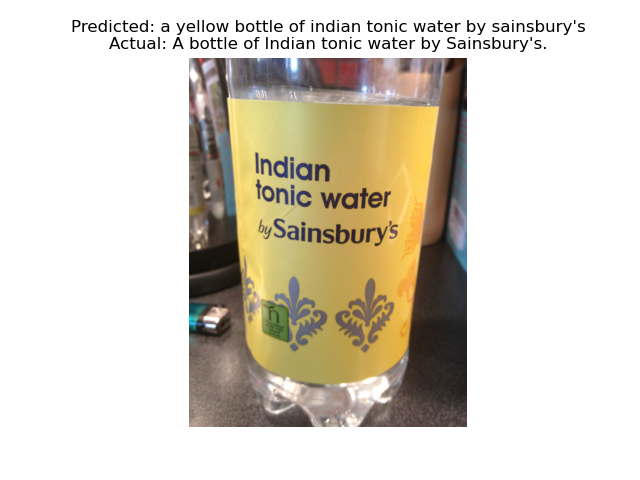 Predicted: a yellow bottle of indian tonic water by sainsbury's
Actual: A bottle of Indian tonic water by Sainsbury's.
Indian
tonic water
by Sainsbury's
n